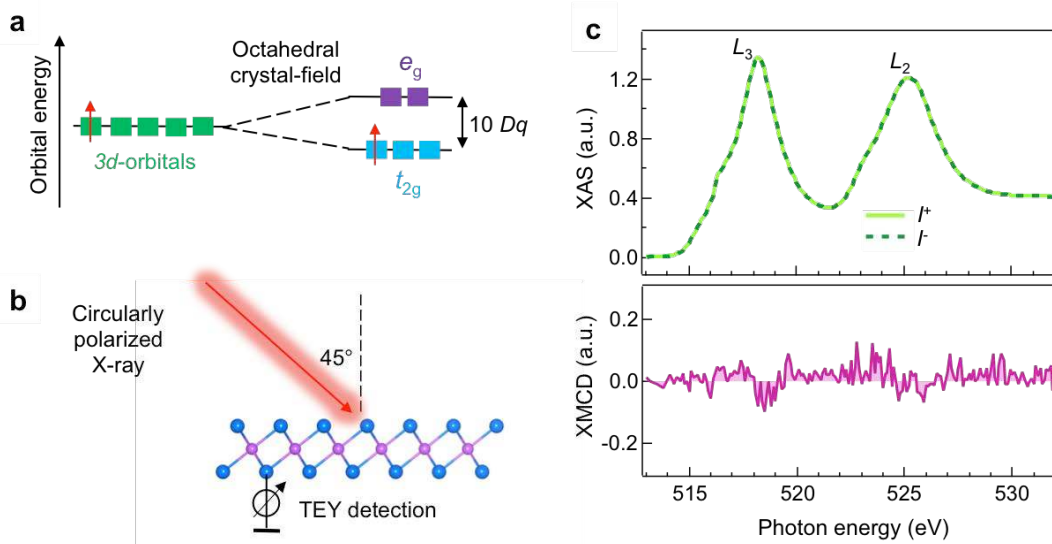 a
Orbital energy
3d-orbitals
Octahedral
crystal-field
e_g
t_2g
10 Dq
b
Circularly
polarized
X-ray
45°
TEY detection
c
L3
L2
XAS (a.u.)
1.2
0.8
0.4
0.0
I+
I-
XMCD (a.u.)
0.2
0.0
-0.2
515
520
525
530
Photon energy (eV)